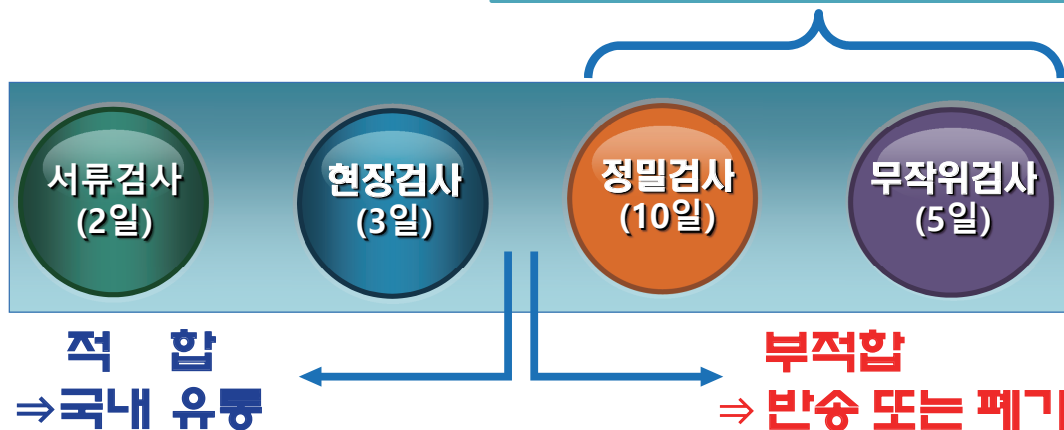 서류검사
(2일)
현장검사
(3일)
정밀검사
(10일)
무작위검사
(5일)
적 합
⇒국내 유통
부적합
⇒ 반송 또는 폐기